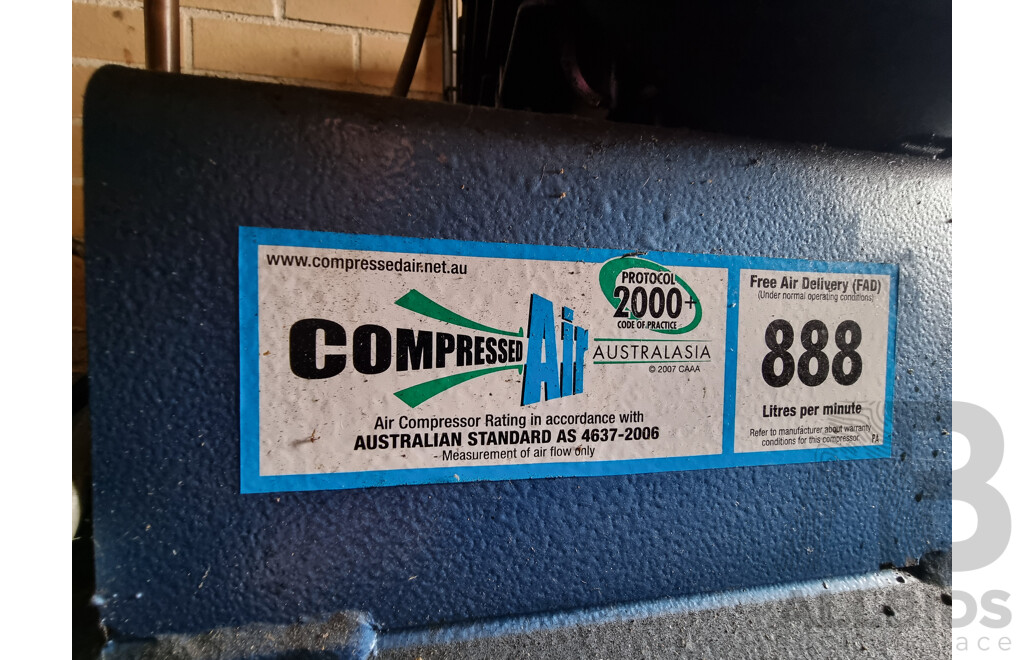 www.compressedair.net.au
COMPRESSED Air
AUSTRALASIA
© 2007 CAAA
PROTOCOL
2000+
CODE OF PRACTICE
Air Compressor Rating in accordance with
AUSTRALIAN STANDARD AS 4637-2006
- Measurement of air flow only
Free Air Delivery (FAD)
(Under normal operating conditions)
888
Litres per minute
Refer to manufacturer about warranty
conditions for this compressor.
PA
ALLBIDS